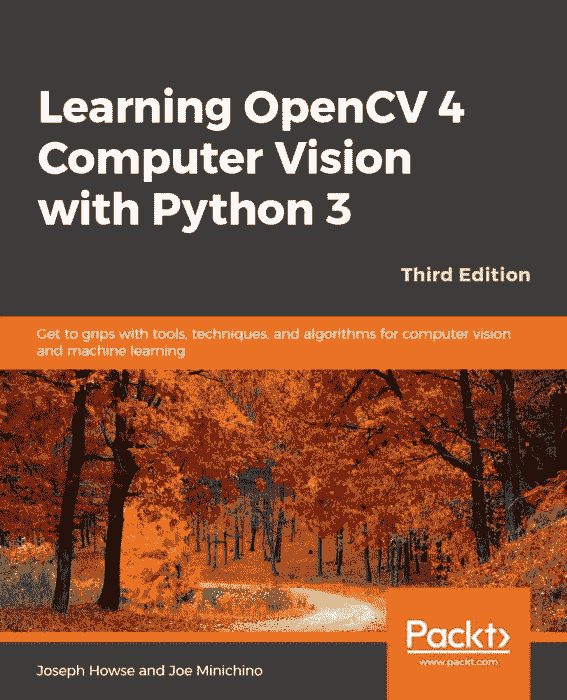 Learning OpenCV 4
Computer Vision
with Python 3
Third Edition
Get to grips with tools, techniques, and algorithms for computer vision
and machine learning
Packt>
www.packt.com
Joseph Howse and Joe Minichino